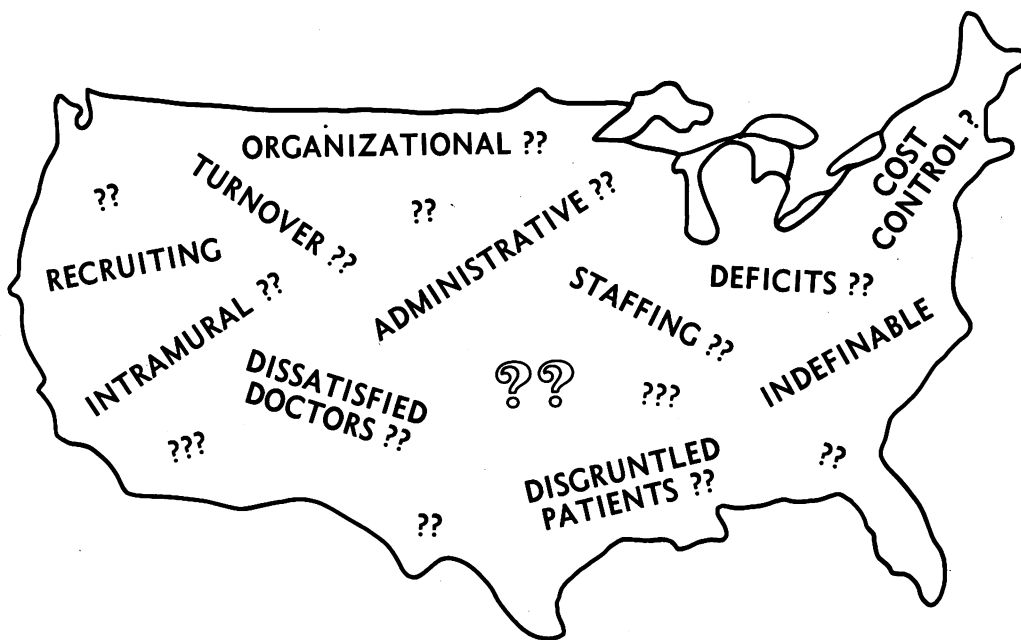 ORGANIZATIONAL ??
COST
CONTROL ?
TURNOVER ??
??
??
ADMINISTRATIVE ??
RECRUITING
STAFFING ??
DEFICITS ??
INTRAMURAL ??
INDEFINABLE
DISSATISFIED
DOCTORS ??
??
???
???
DISGRUNTLED
PATIENTS ??
??
??